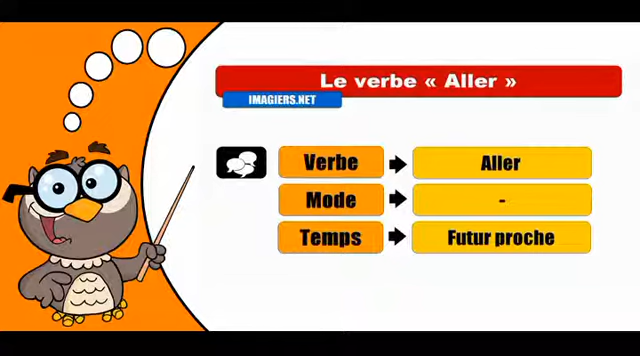 Le verbe « Aller »
IMAGIERS.NET
Verbe
Aller
Mode
-
Temps
Futur proche